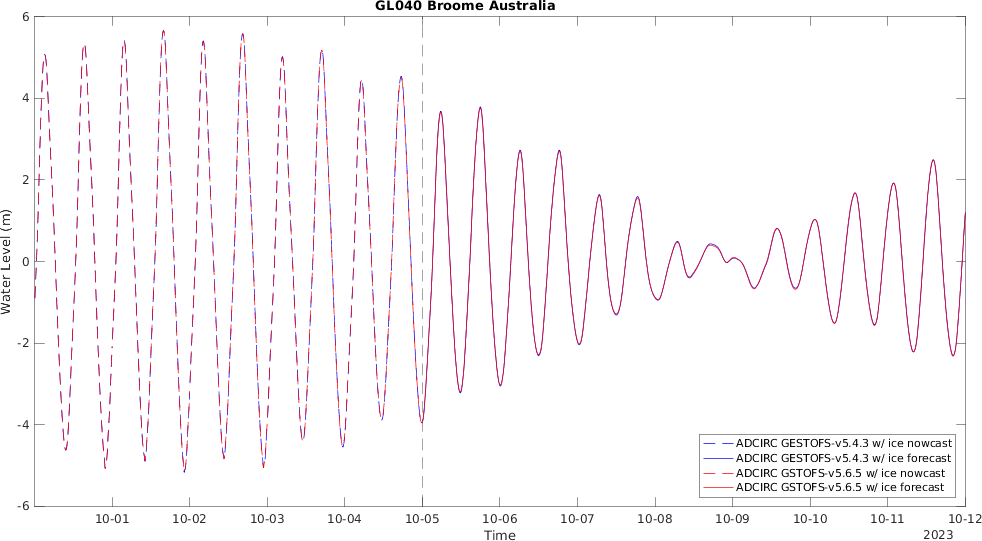 GL040 Broome Australia
Water Level (m)
6
4
2
0
-2
-4
-6
ADCIRC GESTOFS-v5.4.3 w/ ice nowcast
ADCIRC GESTOFS-v5.4.3 w/ ice forecast
ADCIRC GSTOFS-v5.6.5 w/ ice nowcast
ADCIRC GSTOFS-v5.6.5 w/ ice forecast
10-01 10-02 10-03 10-04 10-05 10-06 10-07 10-08 10-09 10-10 10-11 10-12
Time
2023